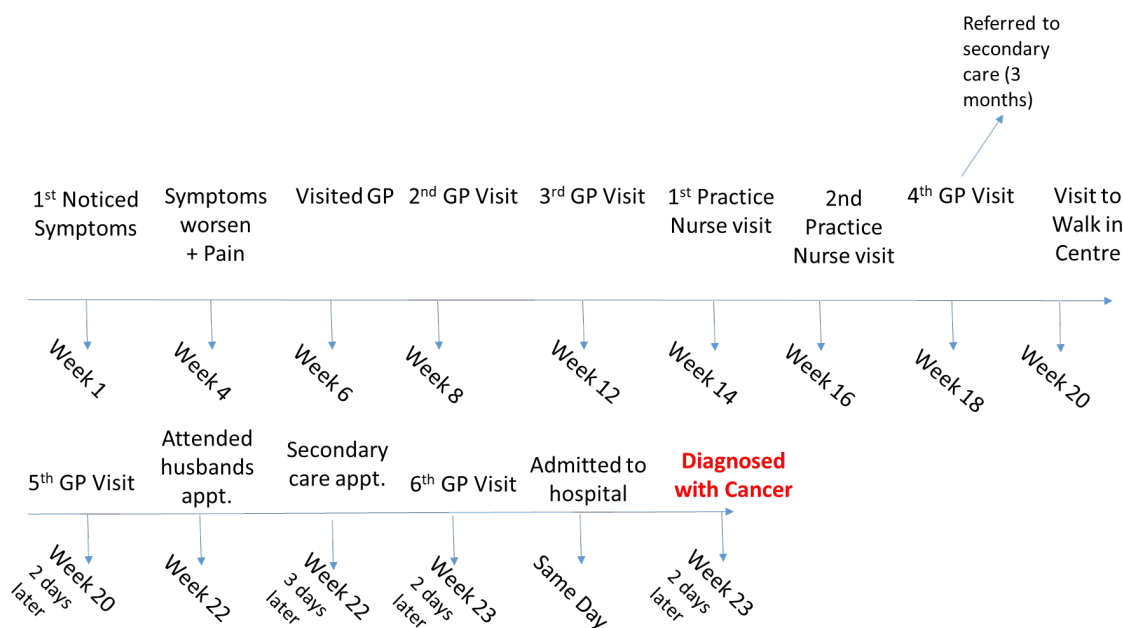 Referred to
secondary
care (3
months)
1st Noticed
Symptoms
Symptoms
worsen
+ Pain
Visited GP
2nd GP Visit
3rd GP Visit
1st Practice
Nurse visit
2nd
Practice
Nurse visit
4th GP Visit
Visit to
Walk in
Centre
Week 1
Week 4
Week 6
Week 8
Week 12
Week 14
Week 16
Week 18
Week 20
5th GP Visit
Attended
husbands
appt.
Secondary
care appt.
6th GP Visit
Admitted to
hospital
Diagnosed
with Cancer
Week 20
2 days
later
Week 22
Week 22
3 days
later
Week 23
2 days
later
Same Day
Week 23
2 days
later